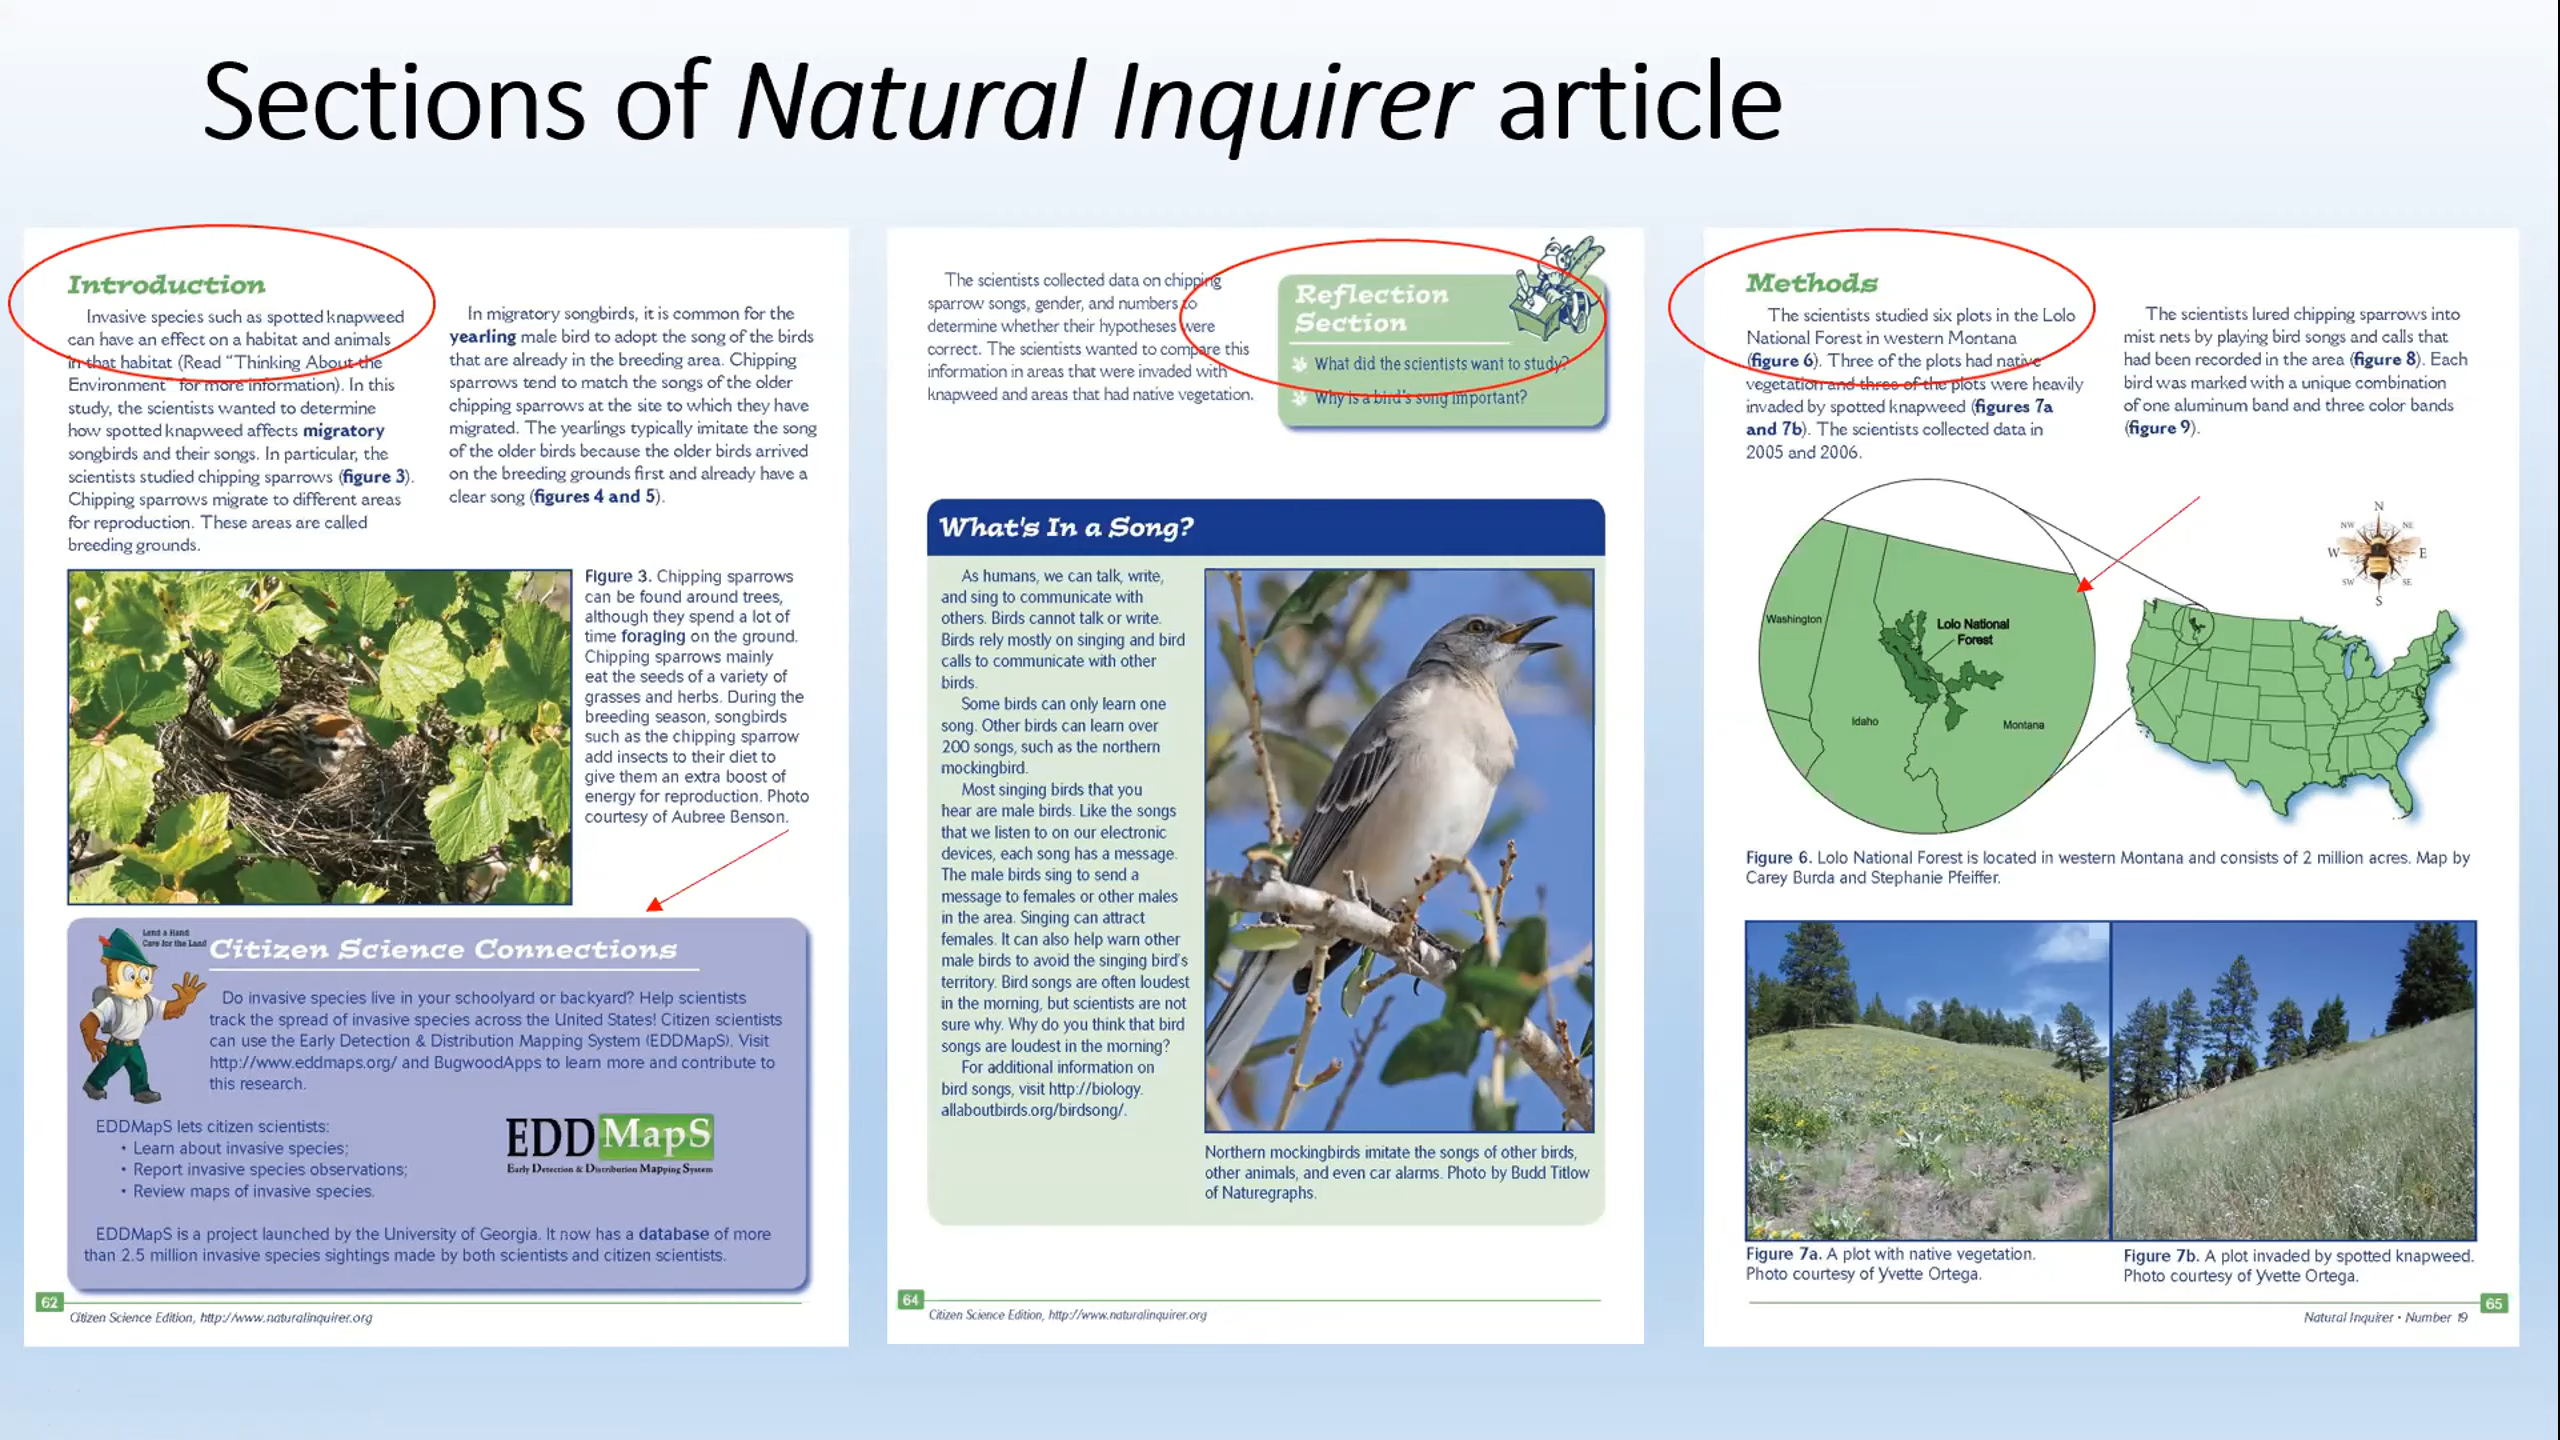 Sections of Natural Inquirer article
Introduction
Invasive species such as spotted knapweed
can have an effect on a habitat and animals
in that habitat (Read "Thinking About the
Environment" for more information). In this
study, the scientists wanted to determine
how spotted knapweed affects migratory
songbirds and their songs. In particular, the
scientists studied chipping sparrows (figure 3).
Chipping sparrows migrate to different areas
for reproduction. These areas are called
breeding grounds.
In migratory songbirds, it is common for the
yearling male bird to adopt the song of the birds
that are already in the breeding area. Chipping
sparrows tend to match the songs of the older
chipping sparrows at the site to which they have
migrated. The yearlings typically imitate the song
of the older birds because the older birds arrived
on the breeding grounds first and already have a
clear song (figures 4 and 5).
Figure 3. Chipping sparrows
can be found around trees,
although they spend a lot of
time foraging on the ground.
Chipping sparrows mainly
eat the seeds of a variety of
grasses and herbs. During the
breeding season, songbirds
such as the chipping sparrow
add insects to their diet to
give them an extra boost of
energy for reproduction. Photo
courtesy of Aubree Benson.
Lend a Hand
Care for the Land
Citizen Science Connections
Do invasive species live in your schoolyard or backyard? Help scientists
track the spread of invasive species across the United States! Citizen scientists
can use the Early Detection & Distribution Mapping System (EDDMapS). Visit
http://www.eddmaps.org/ and BugwoodApps to learn more and contribute to
this research.
EDDMapS lets citizen scientists:
• Learn about invasive species;
• Report invasive species observations;
• Review maps of invasive species.
EDDMapS
Early Detection & Distribution Mapping System
EDDMapS is a project launched by the University of Georgia. It now has a database of more
than 2.5 million invasive species sightings made by both scientists and citizen scientists.
62
Citizen Science Edition, http://www.naturalinquirer.org
The scientists collected data on chipping
sparrow songs, gender, and numbers to
determine whether their hypotheses were
correct. The scientists wanted to compare this
information in areas that were invaded with
knapweed and areas that had native vegetation.
Reflection
Section
What did the scientists want to study?
Why is a bird's song important?
What's In a Song?
As humans, we can talk, write,
and sing to communicate with
others. Birds cannot talk or write.
Birds rely mostly on singing and bird
calls to communicate with other
birds.
Some birds can only learn one
song. Other birds can learn over
200 songs, such as the northern
mockingbird.
Most singing birds that you
hear are male birds. Like the songs
that we listen to on our electronic
devices, each song has a message.
The male birds sing to send a
message to females or other males
in the area. Singing can attract
females. It can also help warn other
male birds to avoid the singing bird's
territory. Bird songs are often loudest
in the morning, but scientists are not
sure why. Why do you think that bird
songs are loudest in the morning?
For additional information on
bird songs, visit http://biology.
allaboutbirds.org/birdsong/.
Northern mockingbirds imitate the songs of other birds,
other animals, and even car alarms. Photo by Budd Titlow
of Naturegraphs.
64
Citizen Science Edition, http://www.naturalinquirer.org
Methods
The scientists studied six plots in the Lolo
National Forest in western Montana
(figure 6). Three of the plots had native
vegetation and three of the plots were heavily
invaded by spotted knapweed (figures 7a
and 7b). The scientists collected data in
2005 and 2006.
The scientists lured chipping sparrows into
mist nets by playing bird songs and calls that
had been recorded in the area (figure 8). Each
bird was marked with a unique combination
of one aluminum band and three color bands
(figure 9).
Washington
Lolo National
Forest
Idaho
Montana
N
NW
NE
W
E
SW
SE
S
Figure 6. Lolo National Forest is located in western Montana and consists of 2 million acres. Map by
Carey Burda and Stephanie Pfeiffer.
Figure 7a. A plot with native vegetation.
Photo courtesy of Yvette Ortega.
Figure 7b. A plot invaded by spotted knapweed.
Photo courtesy of Yvette Ortega.
65
Natural Inquirer • Number 19